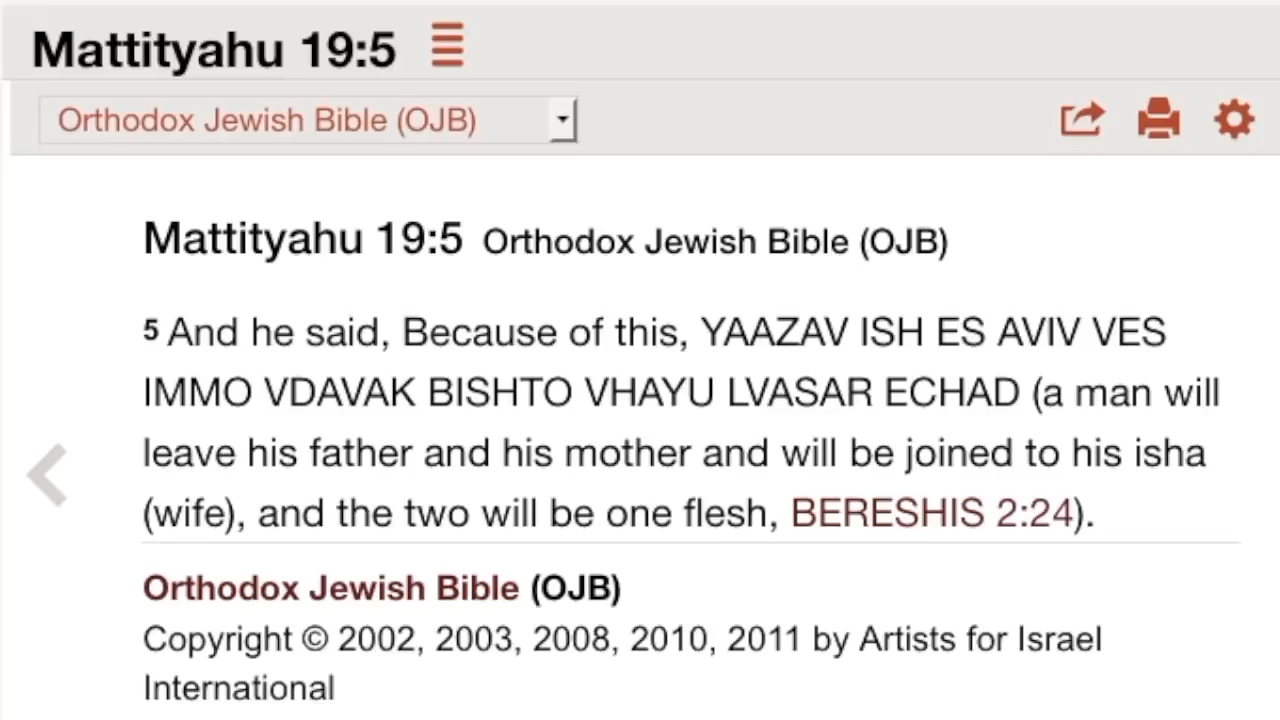 Mattityahu 19:5
Orthodox Jewish Bible (OJB)
Mattityahu 19:5 Orthodox Jewish Bible (OJB)
5 And he said, Because of this, YAAZAV ISH ES AVIV VES
IMMO VDAVAK BISHTO VHAYU LVASAR ECHAD (a man will
leave his father and his mother and will be joined to his isha
(wife), and the two will be one flesh, BERESHIS 2:24).
Orthodox Jewish Bible (OJB)
Copyright © 2002, 2003, 2008, 2010, 2011 by Artists for Israel
International